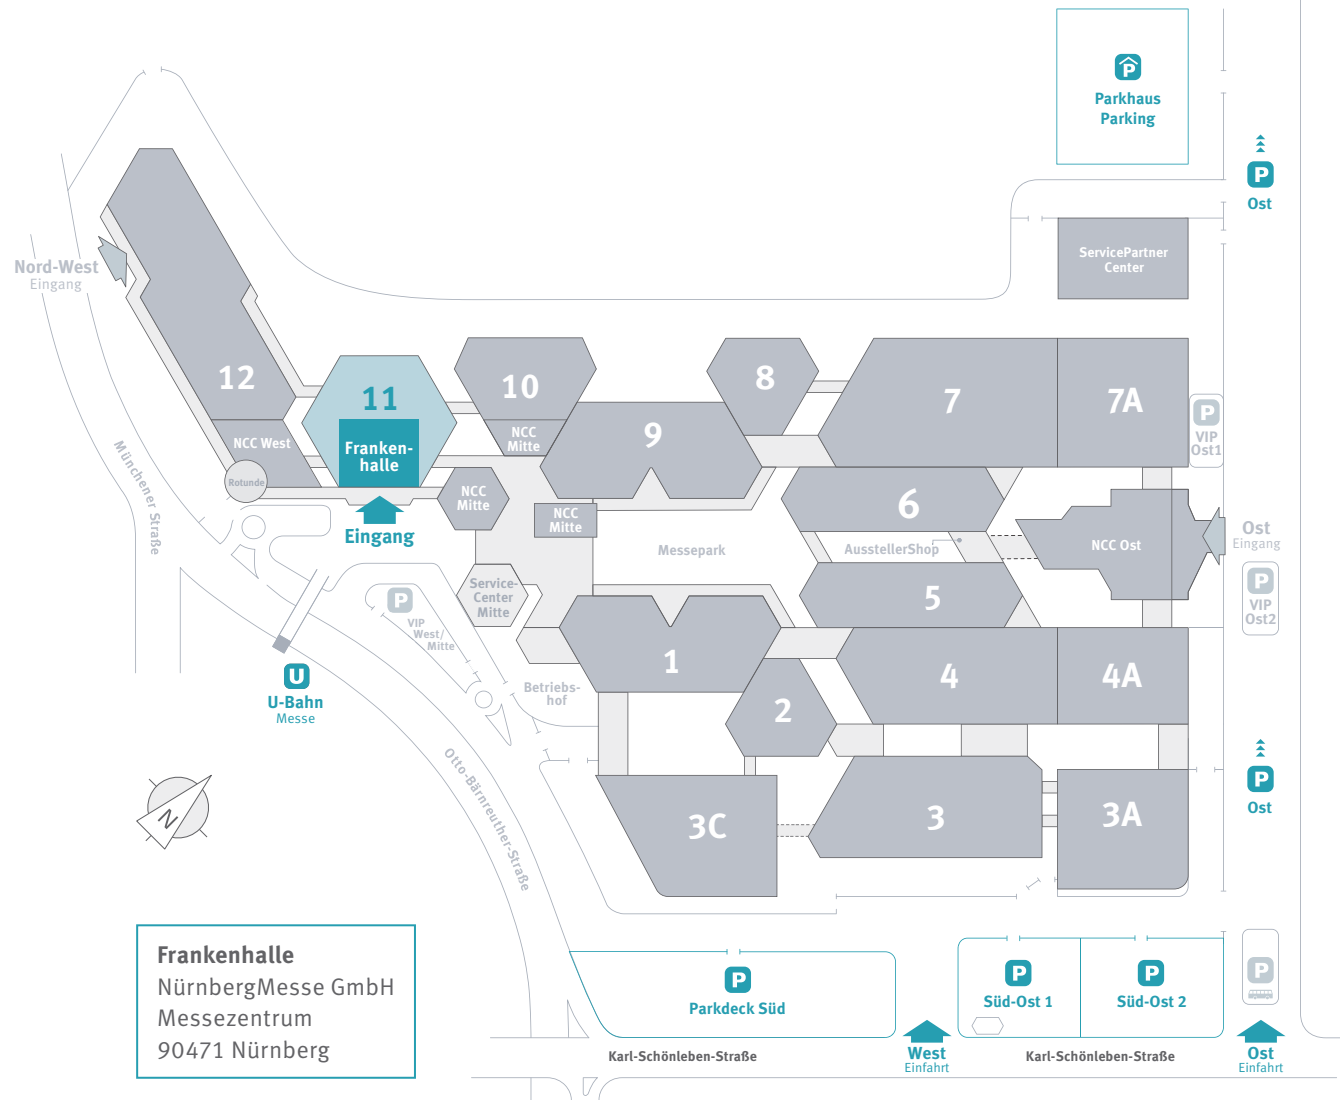 P
Parkhaus
Parking
P
Ost
ServicePartner
Center
Nord-West
Eingang
12
NCC West
Rotunde
11
Franken-
halle
Eingang
10
NCC
Mitte
NCC
Mitte
NCC
Mitte
9
8
7
7A
P
VIP
Ost1
6
AusstellerShop
Messepark
NCC Ost
Ost
Eingang
P
VIP
Ost2
5
Service-
Center
Mitte
Münchener Straße
P
VIP
West/
Mitte
U
U-Bahn
Messe
Betriebs-
hof
1
2
4
4A
P
Ost
3C
3
3A
N
Otto-Bärnreuther-Straße
Frankenhalle
NürnbergMesse GmbH
Messezentrum
90471 Nürnberg
P
Parkdeck Süd
P
Süd-Ost 1
P
Süd-Ost 2
P
Karl-Schönleben-Straße
West
Einfahrt
Karl-Schönleben-Straße
Ost
Einfahrt